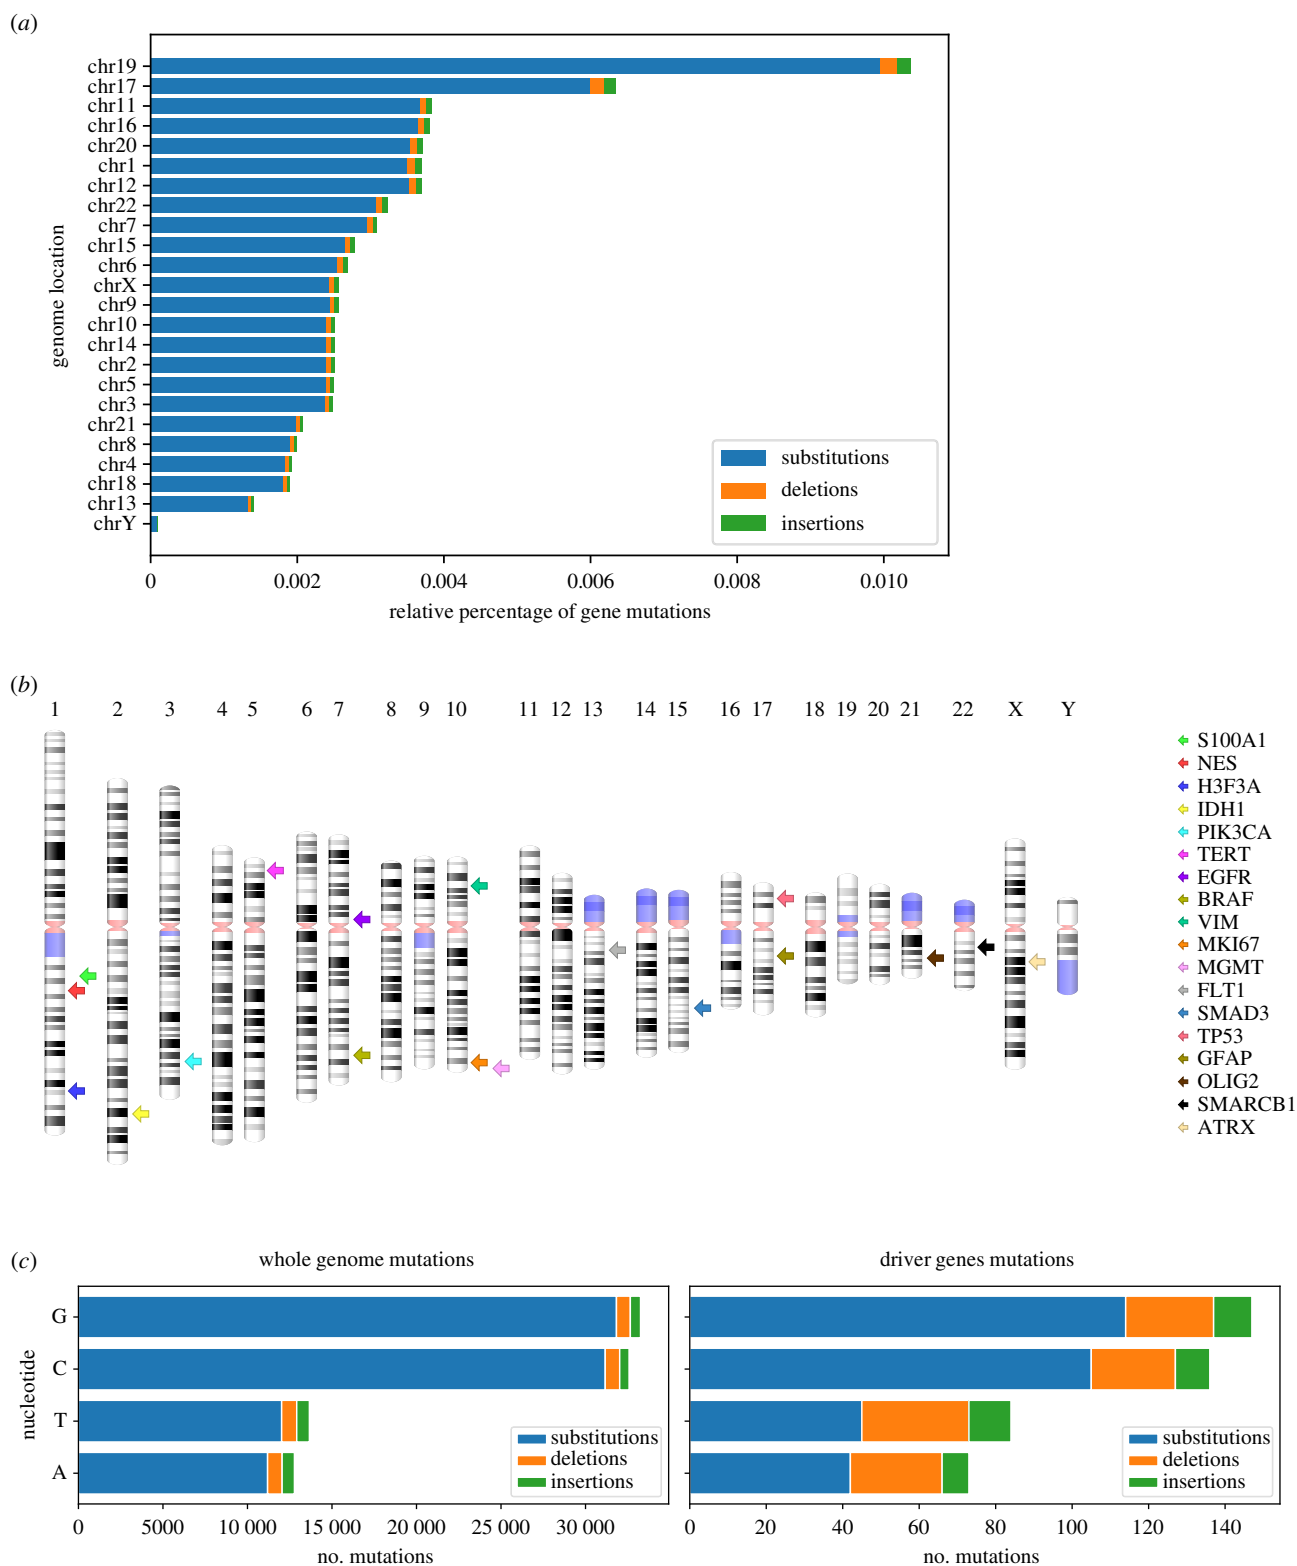 (a)
chr19
chr17
chr11
chr16
chr20
chr1
chr12
chr22
chr7
chr15
chr6
chrX
chr9
chr10
chr14
chr2
chr5
chr3
chr21
chr8
chr4
chr18
chr13
chrY
genome location
substitutions
deletions
insertions
0 0.002 0.004 0.006 0.008 0.010
relative percentage of gene mutations
(b)
1 2 3 4 5 6 7 8 9 10 11 12 13 14 15 16 17 18 19 20 21 22 X Y
S100A1
NES
H3F3A
IDH1
PIK3CA
TERT
EGFR
BRAF
VIM
MKI67
MGMT
FLT1
SMAD3
TP53
GFAP
OLIG2
SMARCB1
ATRX
(c)
whole genome mutations
G
C
T
A
nucleotide
substitutions
deletions
insertions
0 5000 10 000 15 000 20 000 25 000 30 000
no. mutations
driver genes mutations
substitutions
deletions
insertions
0 20 40 60 80 100 120 140
no. mutations